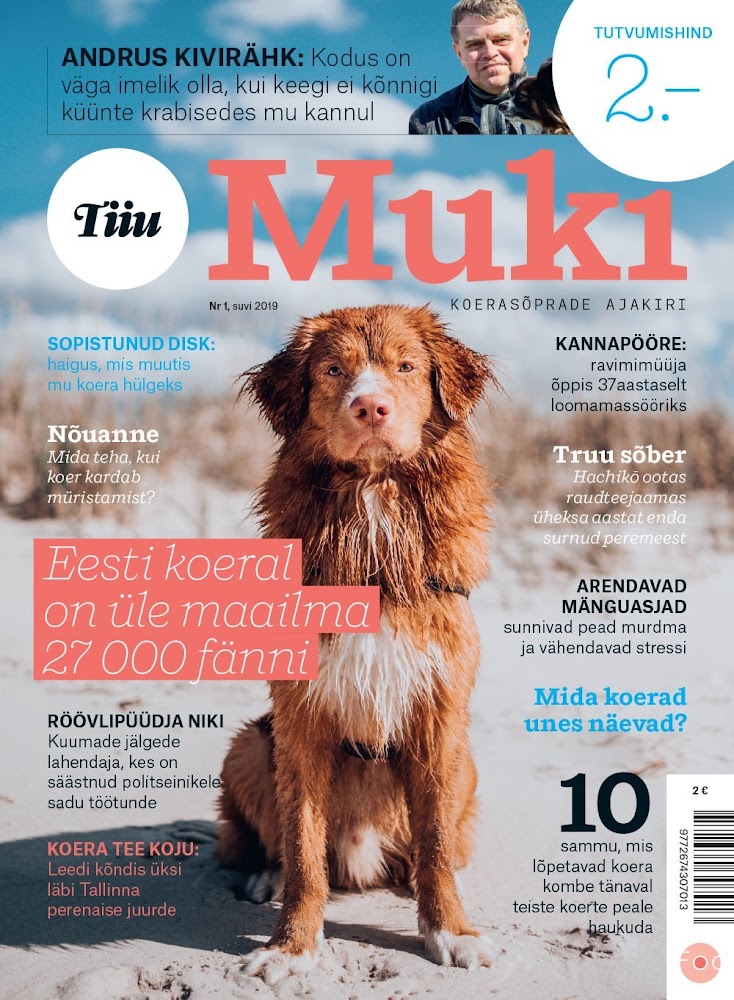 ANDRUS KIVIRÄHK: Kodus on
väga imelik olla, kui keegi ei kõnnigi
küünte krabisedes mu kannul
TUTVUMISHIND
2.–
Tiiu
Muki
Nr 1, suvi 2019
KOERASÕPRADE AJAKIRI
SOPISTUNUD DISK:
haigus, mis muutis
mu koera hülgeks
Nõuanne
Mida teha, kui
koer kardab
müristamist?
Eesti koeral
on üle maailma
27 000 fänni
RÖÖVLIPÜÜDJA NIKI
Kuumade jälgede
lahendaja, kes on
säästnud politseinikele
sadu töötunde
KOERA TEE KOJU:
Leedi kõndis üksi
läbi Tallinna
perenaise juurde
KANNAPÖÖRE:
ravimimüüja
õppis 37aastaselt
loomamassööriks
Truu sõber
Hachikō ootas
raudteejaamas
üheksa aastat enda
surnud peremeest
ARENDAVAD
MÄNGUASJAD
sunnivad pead murdma
ja vähendavad stressi
Mida koerad
unes näevad?
10
sammu, mis
lõpetavad koera
kombe tänaval
teiste koerte peale
haukuda
2 €
9772674307013